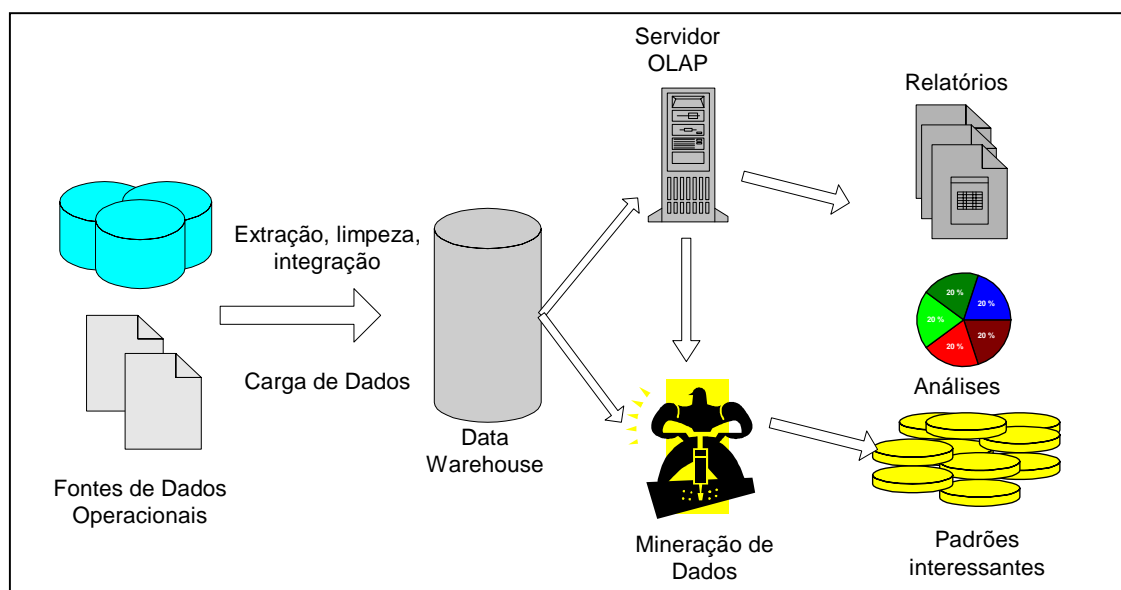 Servidor
OLAP
Relatórios
Extração, limpeza,
integração
Carga de Dados
Data
Warehouse
Fontes de Dados
Operacionais
20 %
20 %
20 %
20 %
20 %
Análises
Mineração de
Dados
Padrões
interessantes